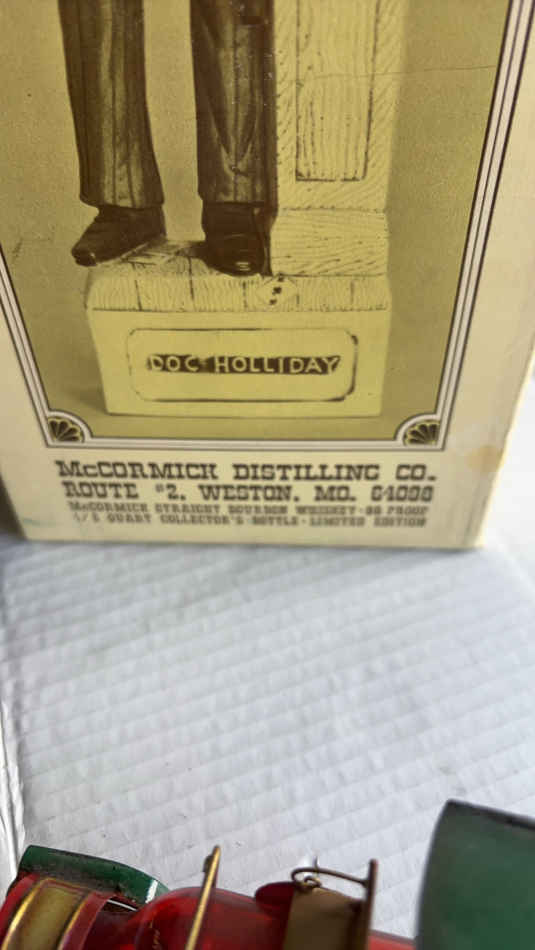 DOC HOLLIDAY
McCORMICK DISTILLING CO.
ROUTE #2, WESTON, MO. 64098
McCORMICK STRAIGHT BOURBON WHISKEY · 86 PROOF
4/5 QUART COLLECTOR'S BOTTLE · LIMITED EDITION